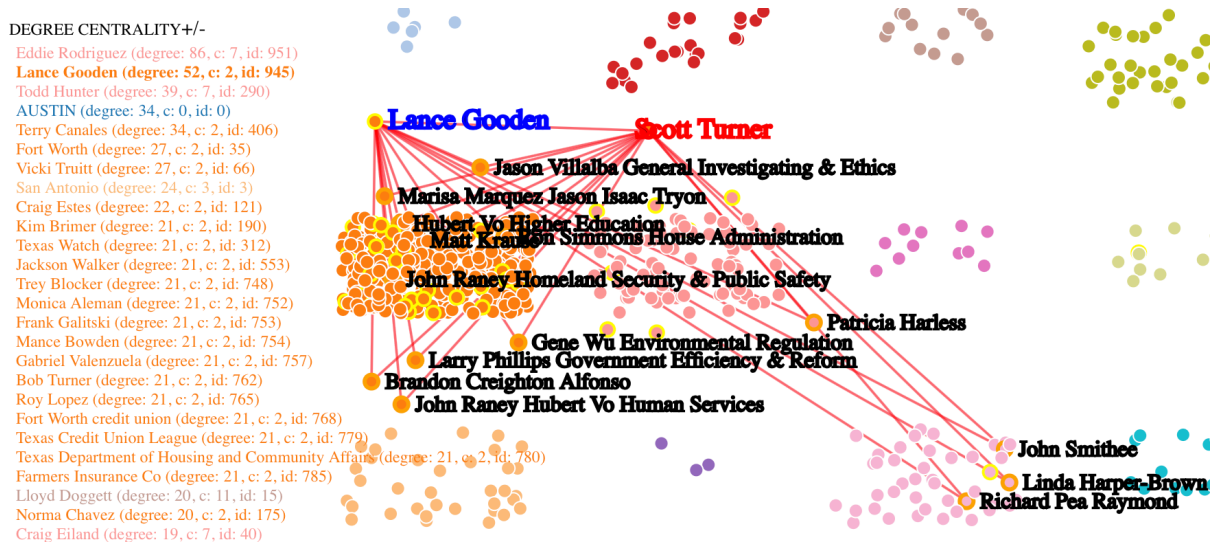 DEGREE CENTRALITY+/-
Eddie Rodriguez (degree: 86, c: 7, id: 951)
Lance Gooden (degree: 52, c: 2, id: 945)
Todd Hunter (degree: 39, c: 7, id: 290)
AUSTIN (degree: 34, c: 0, id: 0)
Terry Canales (degree: 34, c: 2, id: 406)
Fort Worth (degree: 27, c: 2, id: 35)
Vicki Truitt (degree: 27, c: 2, id: 66)
San Antonio (degree: 24, c: 3, id: 3)
Craig Estes (degree: 22, c: 2, id: 121)
Kim Brimer (degree: 21, c: 2, id: 190)
Texas Watch (degree: 21, c: 2, id: 312)
Jackson Walker (degree: 21, c: 2, id: 553)
Trey Blocker (degree: 21, c: 2, id: 748)
Monica Aleman (degree: 21, c: 2, id: 752)
Frank Galitski (degree: 21, c: 2, id: 753)
Mance Bowden (degree: 21, c: 2, id: 754)
Gabriel Valenzuela (degree: 21, c: 2, id: 757)
Bob Turner (degree: 21, c: 2, id: 762)
Roy Lopez (degree: 21, c: 2, id: 765)
Fort Worth credit union (degree: 21, c: 2, id: 768)
Texas Credit Union League (degree: 21, c: 2, id: 779)
Texas Department of Housing and Community Affairs (degree: 21, c: 2, id: 780)
Farmers Insurance Co (degree: 21, c: 2, id: 785)
Lloyd Doggett (degree: 20, c: 11, id: 15)
Norma Chavez (degree: 20, c: 2, id: 175)
Craig Eiland (degree: 19, c: 7, id: 40)
Lance Gooden
Scott Turner
Jason Villalba General Investigating & Ethics
Marisa Marquez Jason Isaac Tryon
Hubert Vo Higher Education
Matt Krause
Ron Simmons House Administration
John Raney Homeland Security & Public Safety
Patricia Harless
Gene Wu Environmental Regulation
Larry Phillips Government Efficiency & Reform
Brandon Creighton Alfonso
John Raney Hubert Vo Human Services
John Smithee
Linda Harper-Brown
Richard Pea Raymond